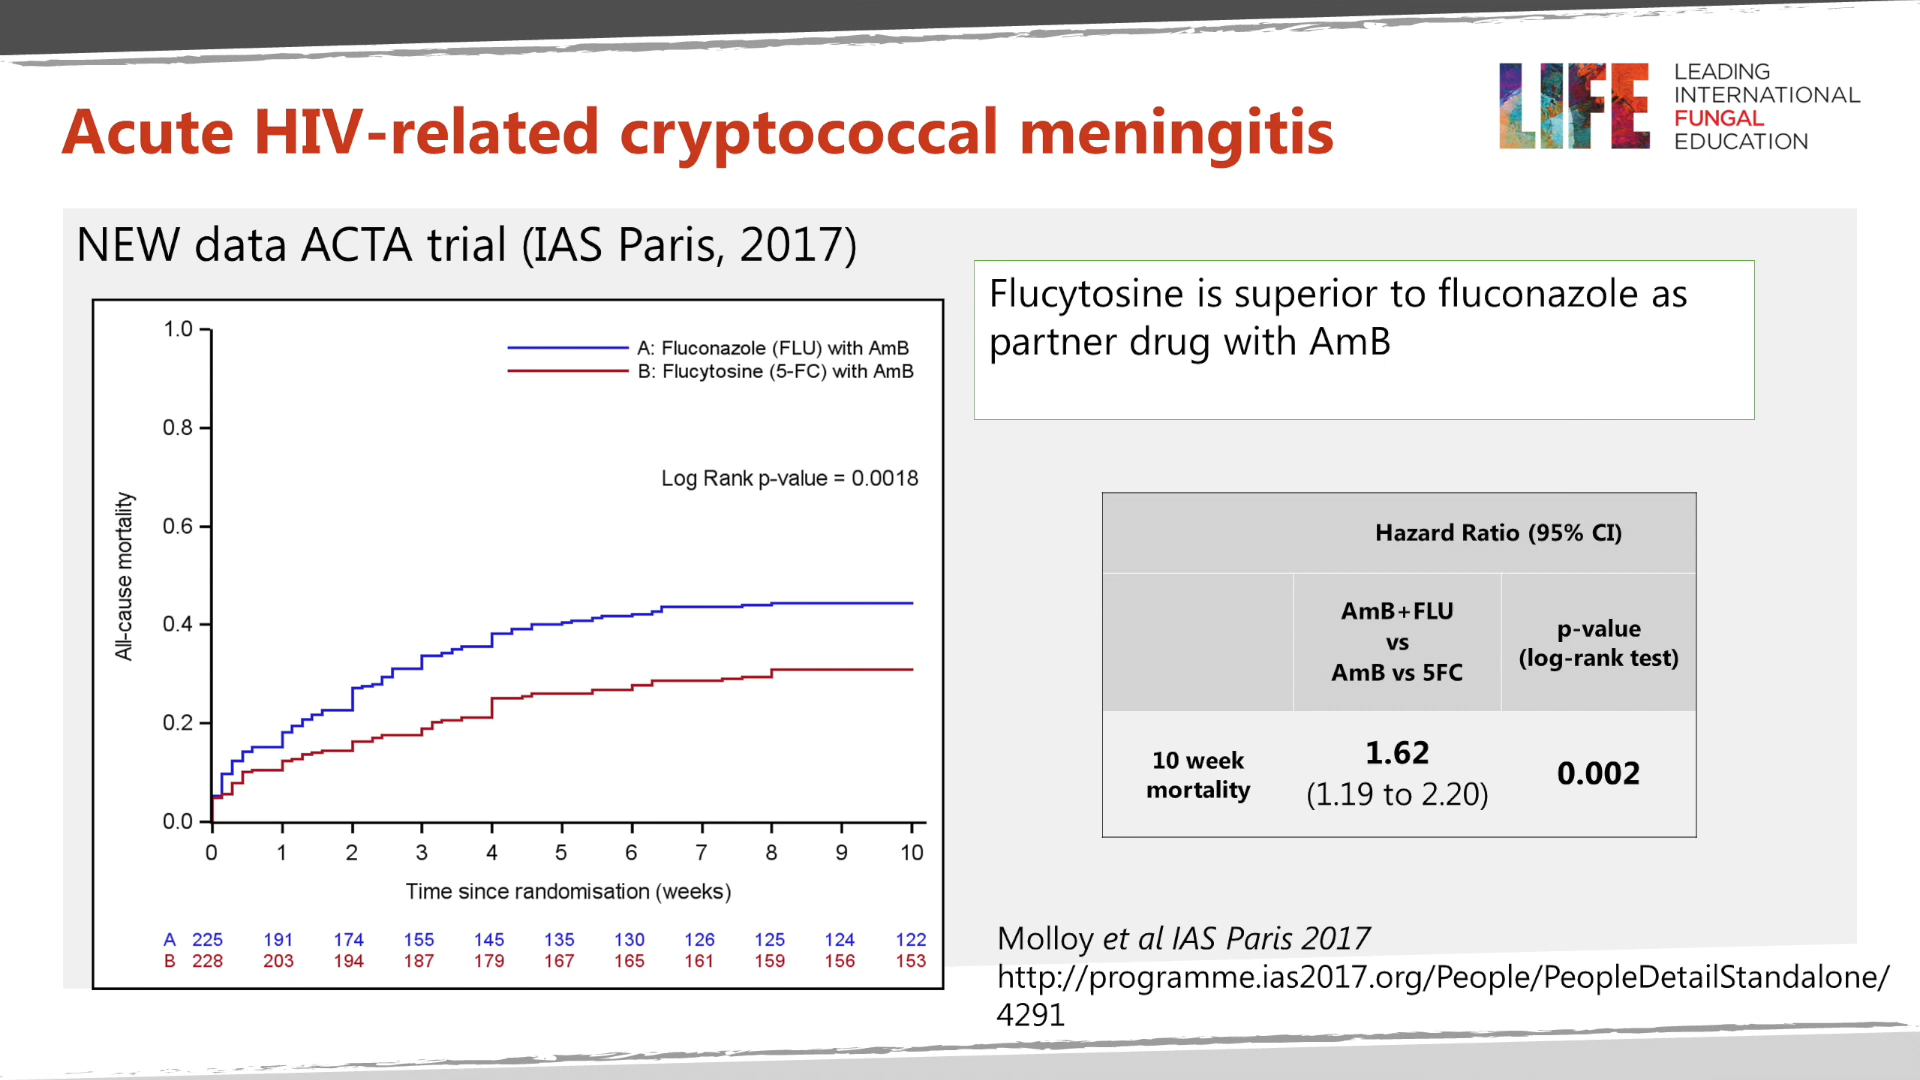 Acute HIV-related cryptococcal meningitis
LIFE
LEADING
INTERNATIONAL
FUNGAL
EDUCATION
NEW data ACTA trial (IAS Paris, 2017)
1.0
0.8
0.6
0.4
0.2
0.0
All-cause mortality
A: Fluconazole (FLU) with AmB
B: Flucytosine (5-FC) with AmB
Log Rank p-value = 0.0018
0 1 2 3 4 5 6 7 8 9 10
Time since randomisation (weeks)
A 225 191 174 155 145 135 130 126 125 124 122
B 228 203 194 187 179 167 165 161 159 156 153
Flucytosine is superior to fluconazole as
partner drug with AmB
Hazard Ratio (95% CI)
AmB+FLU
vs
AmB vs 5FC
p-value
(log-rank test)
10 week
mortality
1.62
(1.19 to 2.20)
0.002
Molloy et al IAS Paris 2017
http://programme.ias2017.org/People/PeopleDetailStandalone/
4291